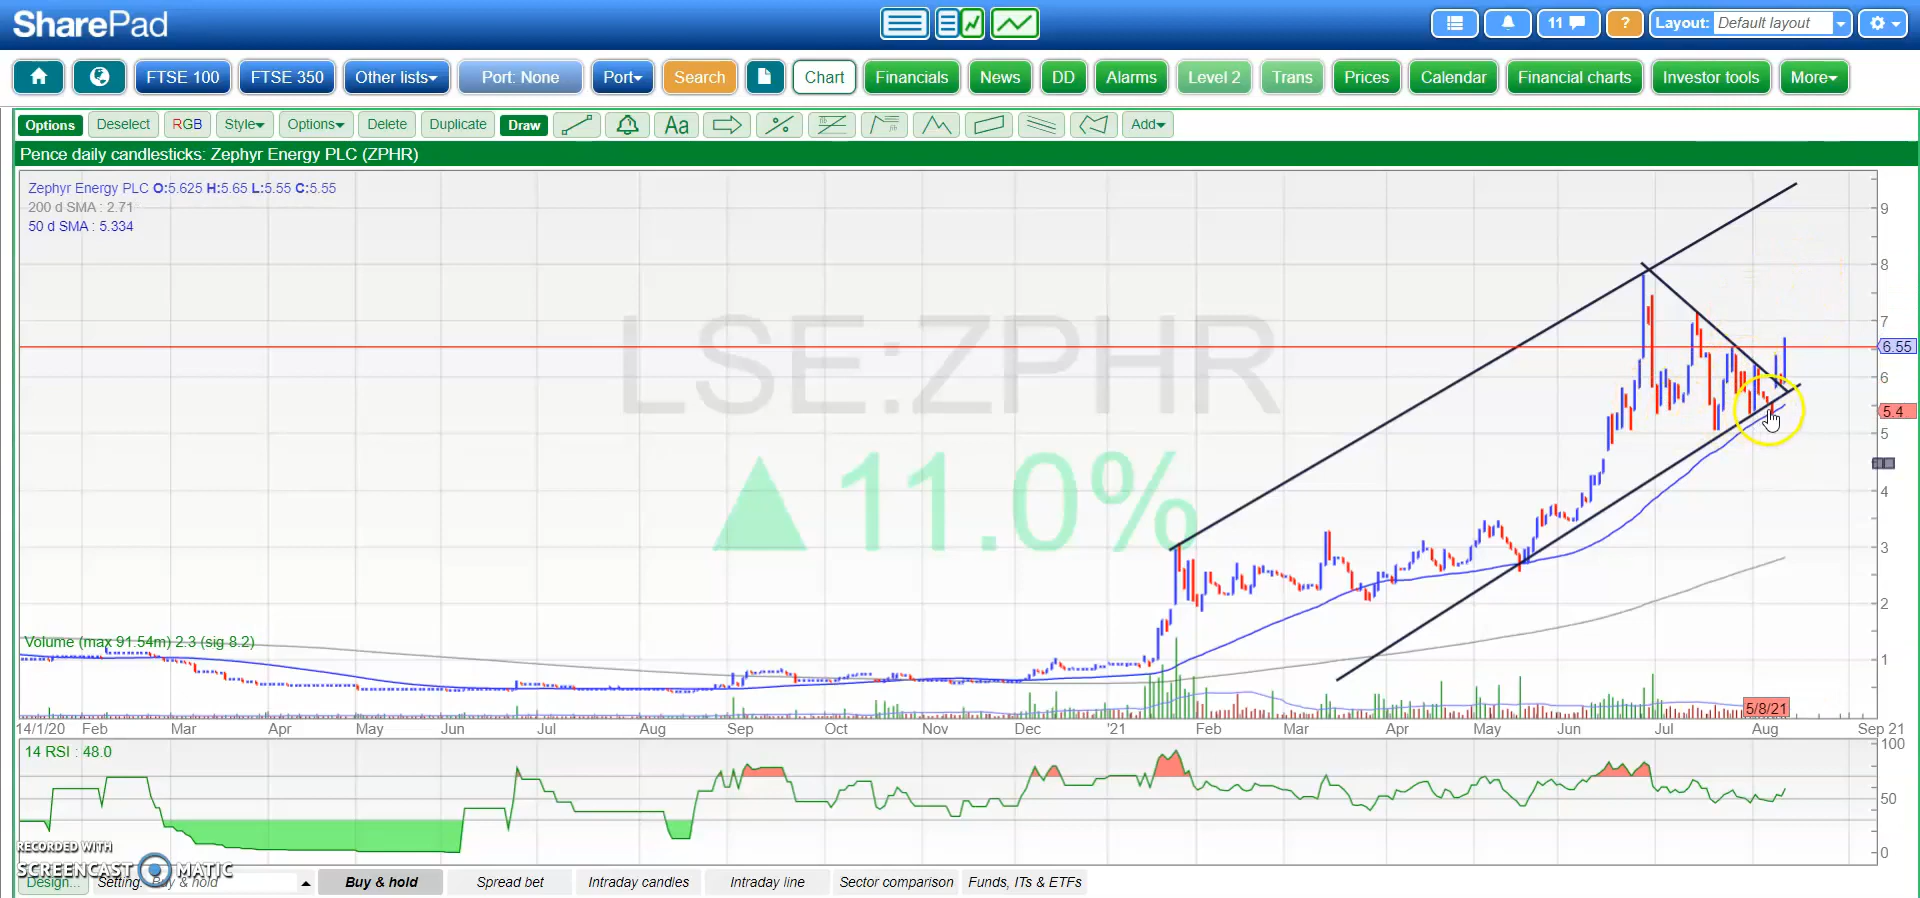 SharePad
11 ? Layout: Default layout
FTSE 100 FTSE 350 Other lists Port: None Port Search Chart Financials News DD Alarms Level 2 Trans Prices Calendar Financial charts Investor tools More
Options Deselect RGB Style Options Delete Duplicate Draw Aa % Add
Pence daily candlesticks: Zephyr Energy PLC (ZPHR)
Zephyr Energy PLC O:5.625 H:5.65 L:5.55 C:5.55
200 d SMA : 2.71
50 d SMA : 5.334
LSE:ZPHR
▲11.0%
9
8
7
6.55
6
5.4
5
4
3
2
1
Volume (max 91.54m) 2.3 (sig 8.2)
5/8/21
14/1/20 Feb Mar Apr May Jun Jul Aug Sep Oct Nov Dec '21 Feb Mar Apr May Jun Jul Aug Sep 21
14 RSI : 48.0
100
50
0
RECORDED WITH
SCREENCAST MATIC
Design... Setting: Buy & hold Buy & hold Spread bet Intraday candles Intraday line Sector comparison Funds, ITs & ETFs